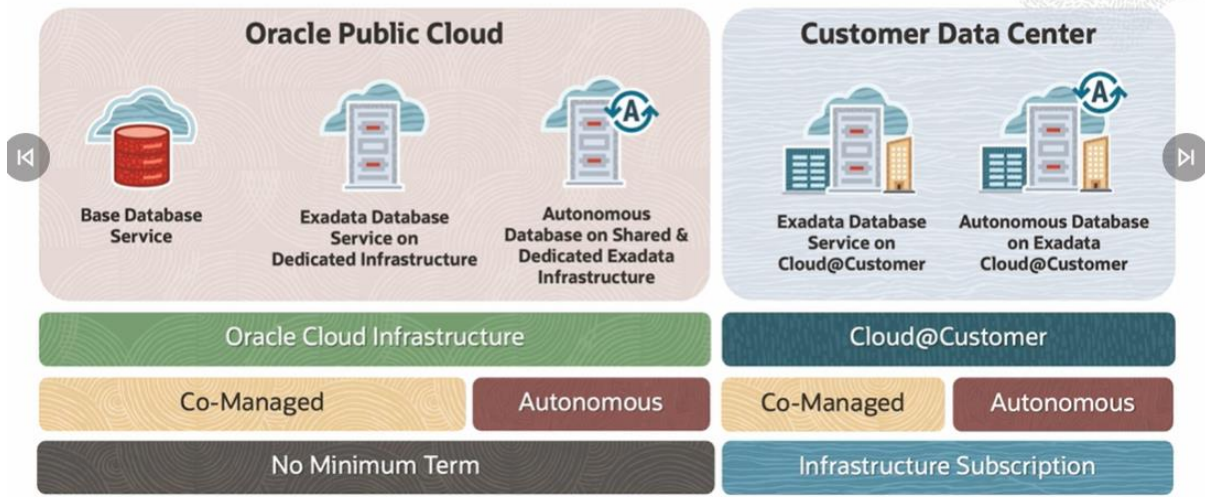 Oracle Public Cloud
Base Database
Service
Exadata Database
Service on
Dedicated Infrastructure
Autonomous
Database on Shared &
Dedicated Exadata
Infrastructure
A
Customer Data Center
Exadata Database
Service on
Cloud@Customer
Autonomous Database
on Exadata
Cloud@Customer
A
Oracle Cloud Infrastructure
Cloud@Customer
Co-Managed
Autonomous
Co-Managed
Autonomous
No Minimum Term
Infrastructure Subscription